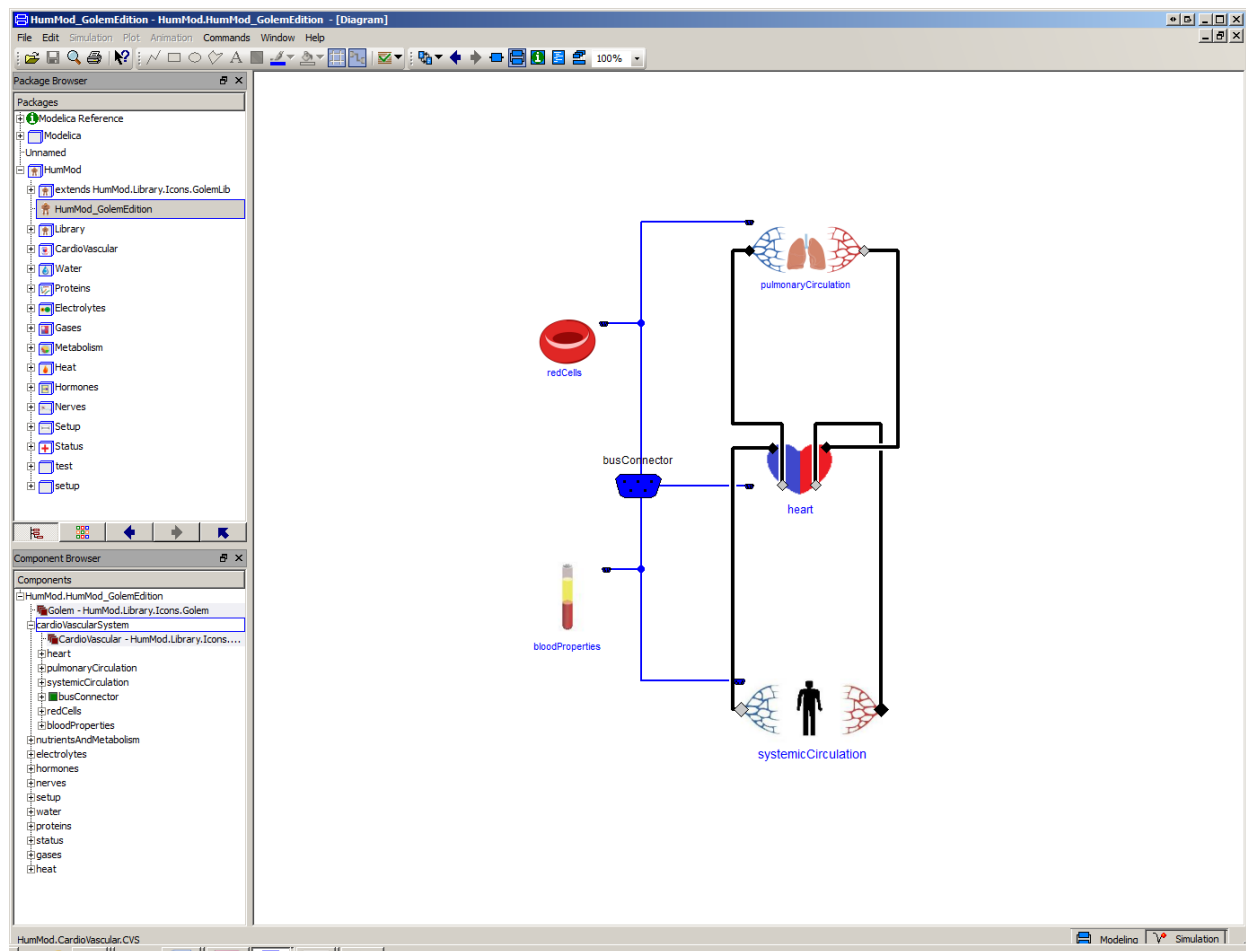 HumMod_GolemEdition - HumMod.HumMod_GolemEdition - [Diagram]
File Edit Simulation Plot Animation Commands Window Help
100%
Package Browser
Packages
Modelica Reference
Modelica
Unnamed
HumMod
extends HumMod.Library.Icons.GolemLib
HumMod_GolemEdition
Library
CardioVascular
Water
Proteins
Electrolytes
Gases
Metabolism
Heat
Hormones
Nerves
Setup
Status
test
setup
Component Browser
Components
HumMod.HumMod_GolemEdition
Golem - HumMod.Library.Icons.Golem
cardioVascularSystem
CardioVascular - HumMod.Library.Icons....
heart
pulmonaryCirculation
systemicCirculation
busConnector
redCells
bloodProperties
nutrientsAndMetabolism
electrolytes
hormones
nerves
setup
water
proteins
status
gases
heat
pulmonaryCirculation
redCells
busConnector
heart
bloodProperties
systemicCirculation
HumMod.CardioVascular.CVS
Modeling
Simulation